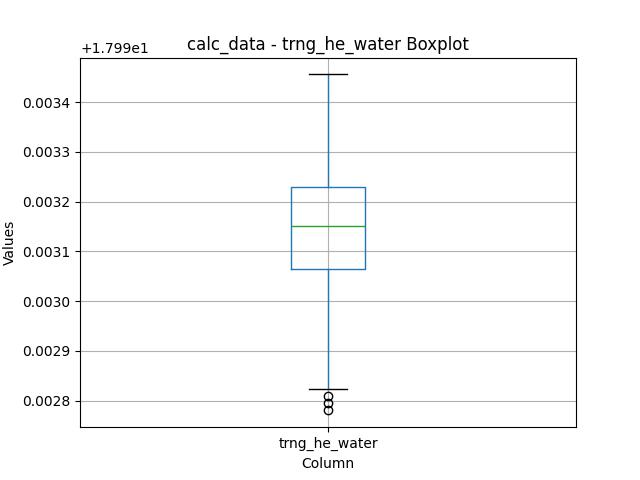 calc_data - trng_he_water Boxplot
+1.799e1
0.0034
0.0033
0.0032
0.0031
0.0030
0.0029
0.0028
Values
trng_he_water
Column